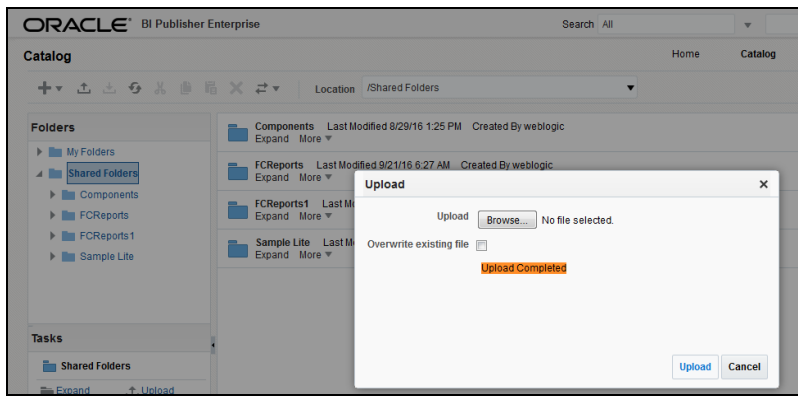 ORACLE BI Publisher Enterprise Search All
Catalog Home Catalog
Location /Shared Folders
Folders
My Folders
Shared Folders
Components
FCReports
FCReports1
Sample Lite
Components Last Modified 8/29/16 1:25 PM Created By weblogic
Expand More
FCReports Last Modified 9/21/16 6:27 AM Created By weblogic
Expand More
FCReports1 Last M
Expand More
Sample Lite Last M
Expand More
Upload
Upload Browse... No file selected.
Overwrite existing file
Upload Completed
Upload Cancel
Tasks
Shared Folders
Expand Upload